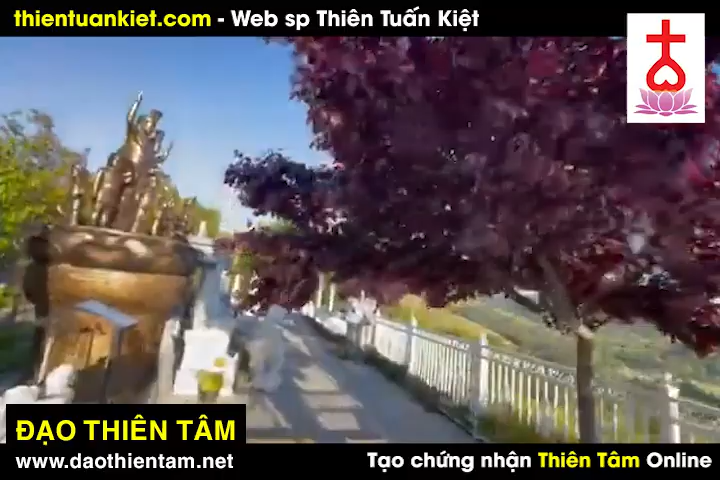 thientuankiet.com - Web sp Thiên Tuấn Kiệt
ĐẠO THIÊN TÂM
www.daothientam.net
Tạo chứng nhận Thiên Tâm Online